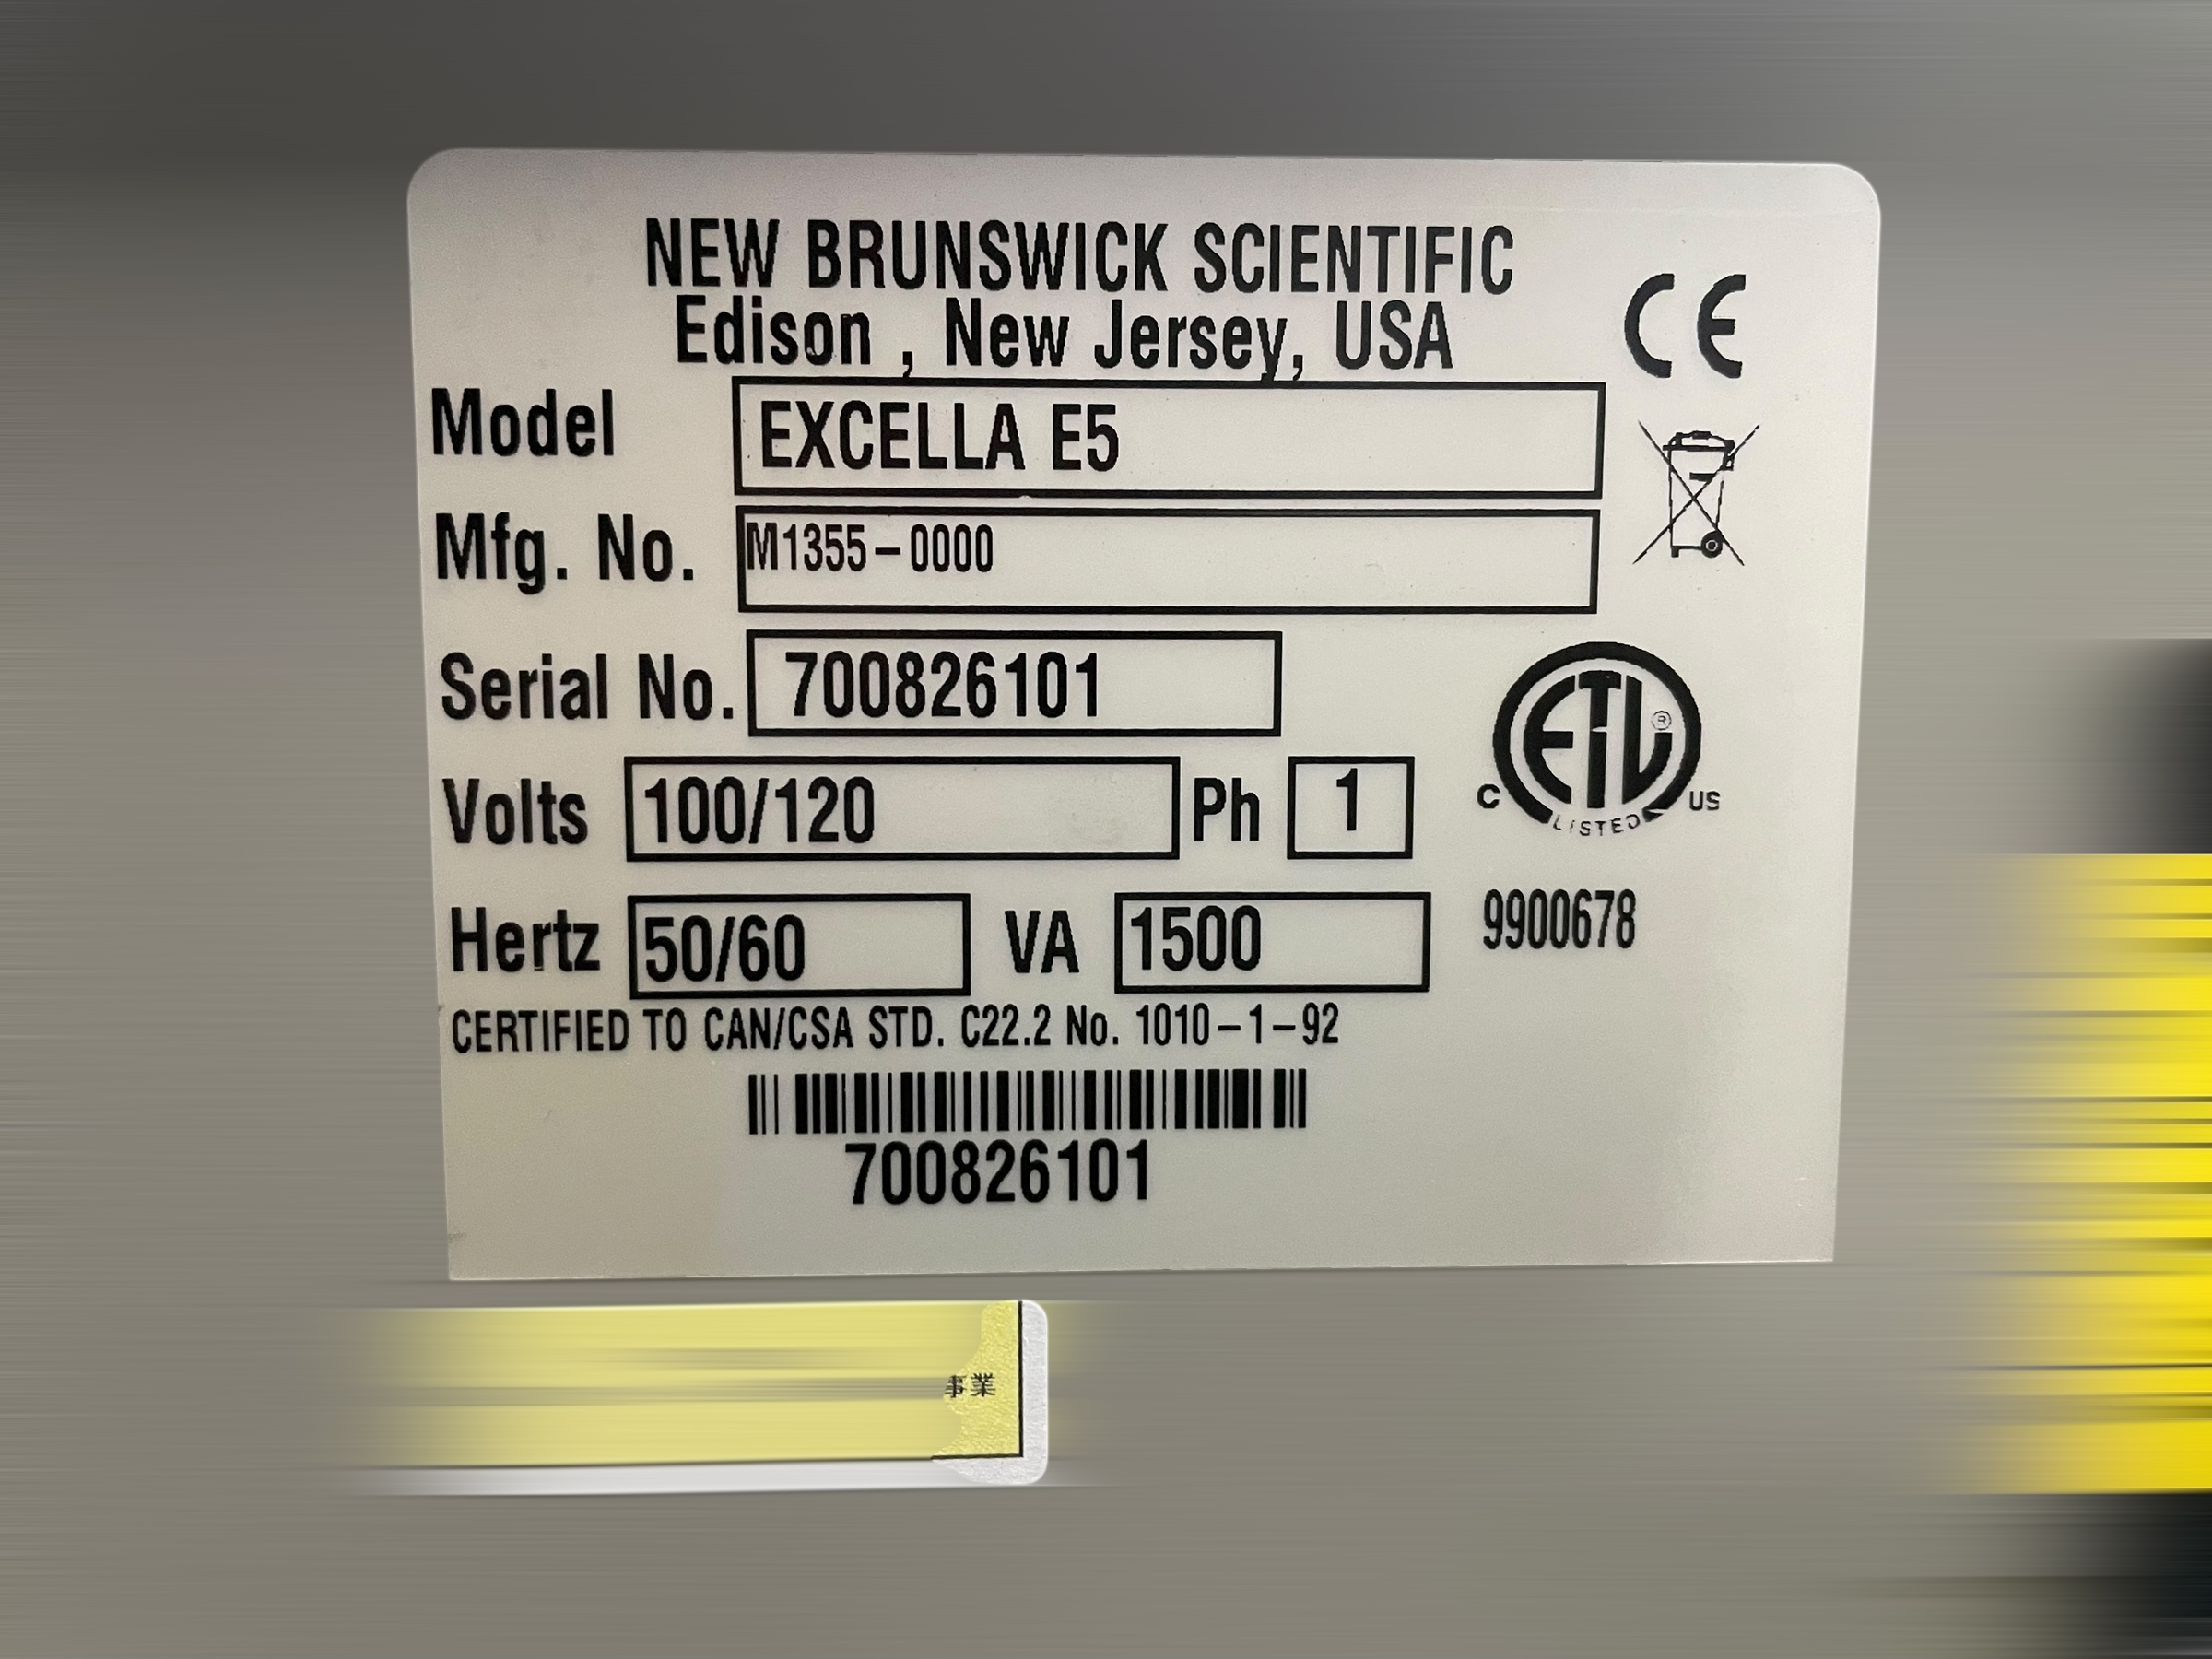 NEW BRUNSWICK SCIENTIFIC
Edison , New Jersey, USA
CE
Model EXCELLA E5
Mfg. No. M1355-0000
Serial No. 700826101
ETL ®
C US
LISTED
Volts 100/120 Ph 1
Hertz 50/60 VA 1500 9900678
CERTIFIED TO CAN/CSA STD. C22.2 No. 1010-1-92
700826101
事業